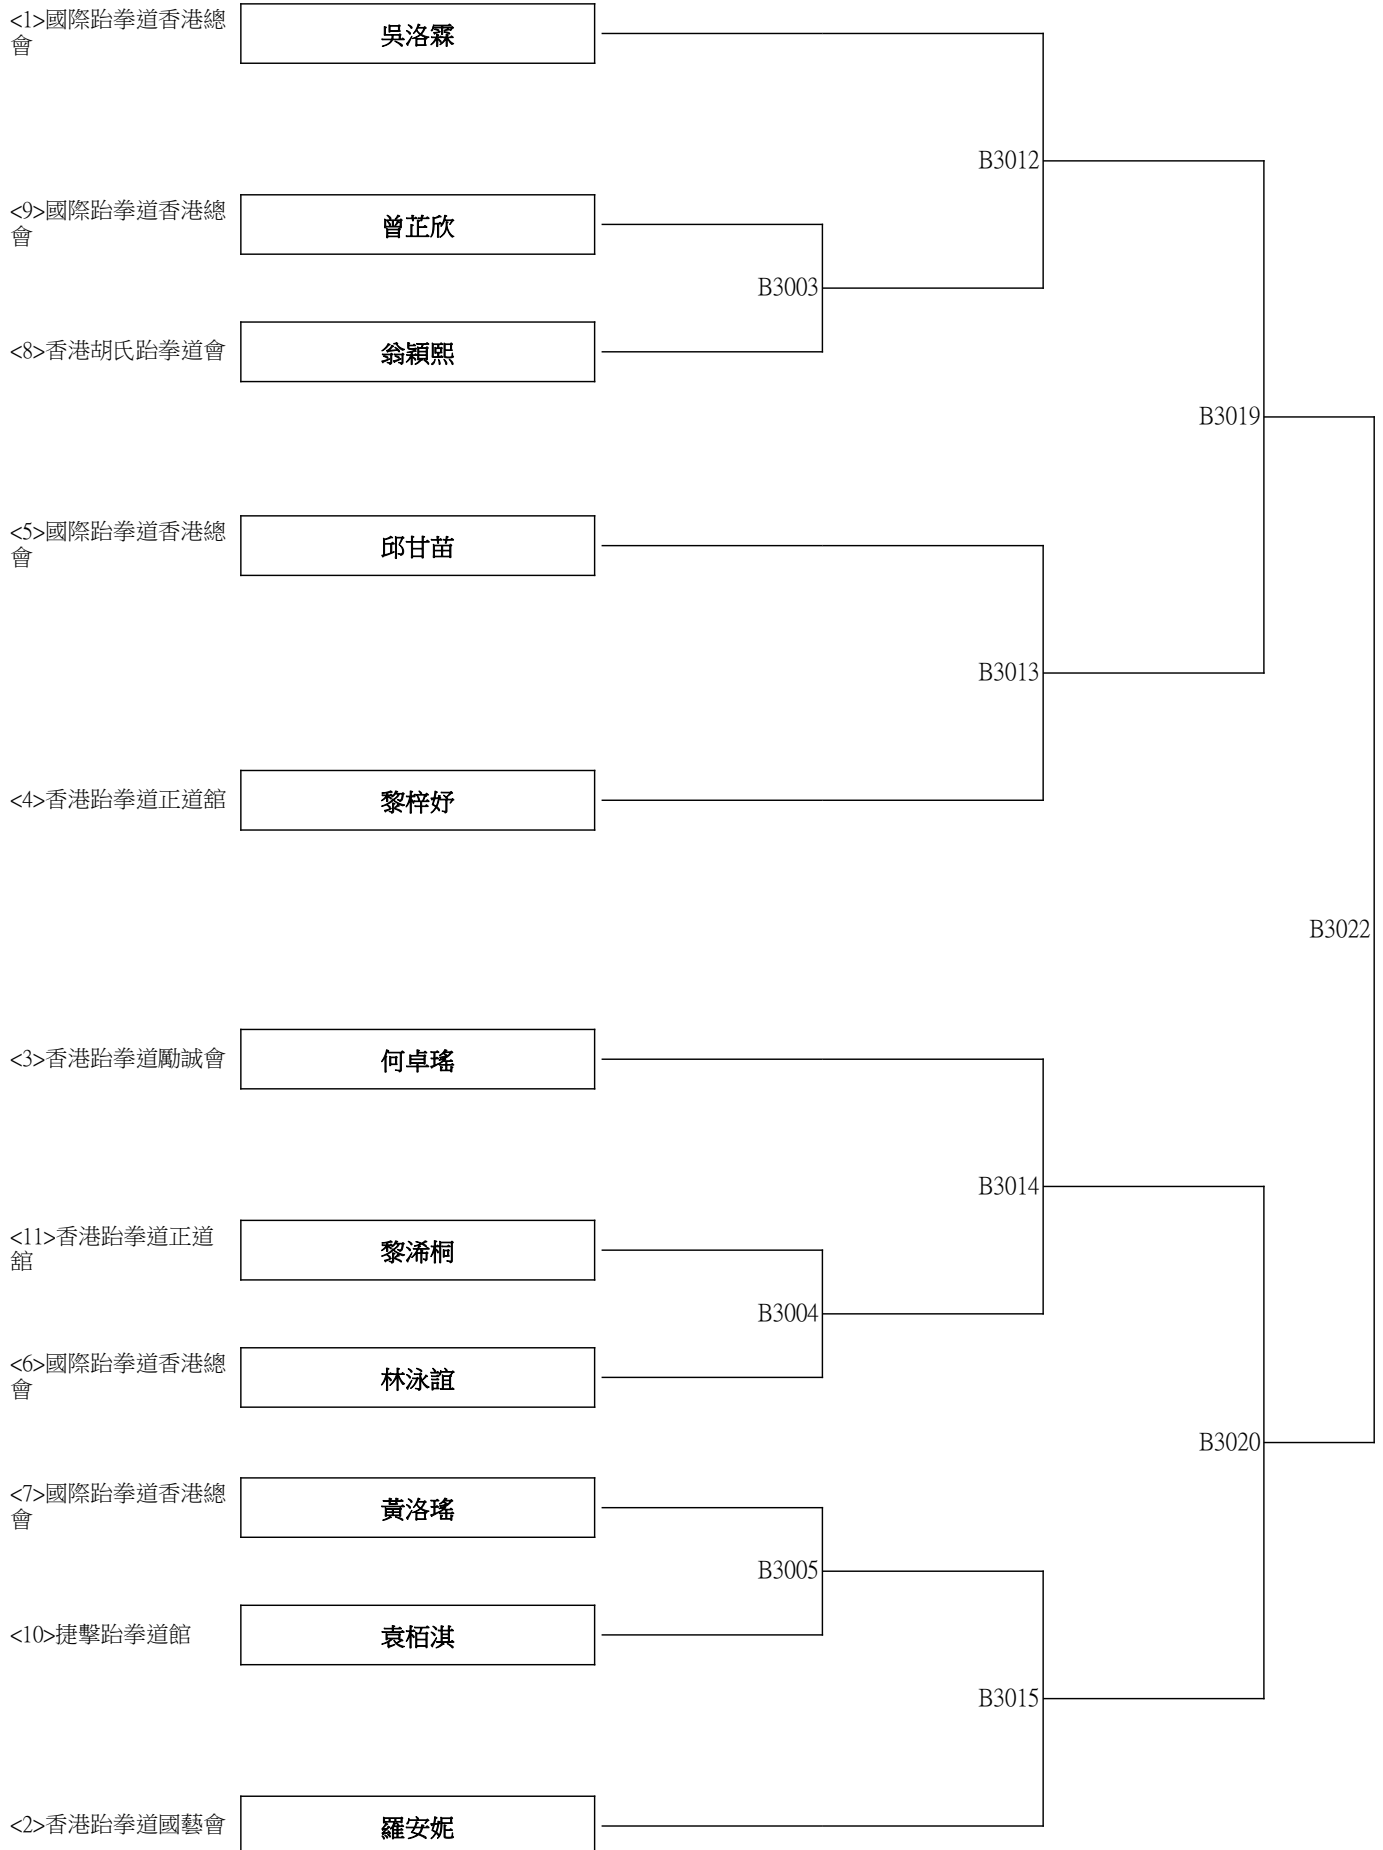 <1>國際跆拳道香港總
會
吳洛霖
B3012
<9>國際跆拳道香港總
會
曾芷欣
B3003
<8>香港胡氏跆拳道會
翁穎熙
B3019
<5>國際跆拳道香港總
會
邱甘苗
B3013
<4>香港跆拳道正道舘
黎梓妤
B3022
<3>香港跆拳道勵誠會
何卓瑤
B3014
<11>香港跆拳道正道
舘
黎浠桐
B3004
<6>國際跆拳道香港總
會
林泳誼
B3020
<7>國際跆拳道香港總
會
黃洛瑤
B3005
<10>捷擊跆拳道館
袁栢淇
B3015
<2>香港跆拳道國藝會
羅安妮